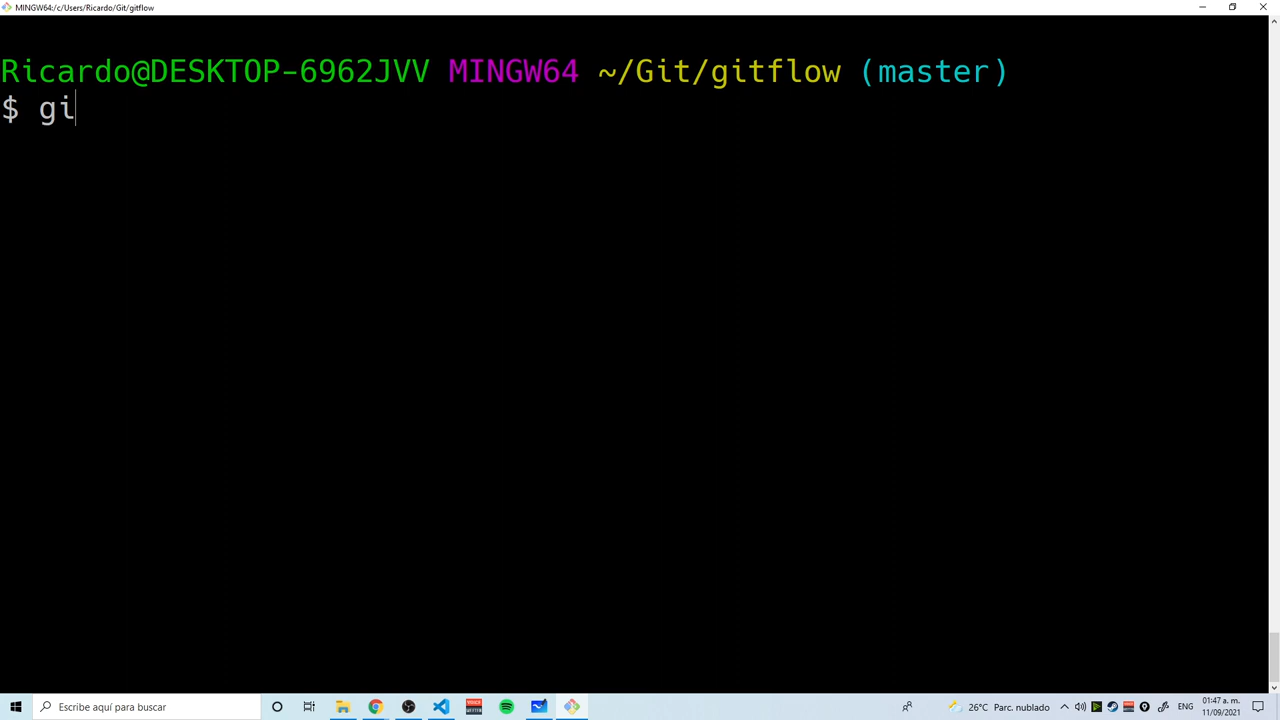 MINGW64:/c/Users/Ricardo/Git/gitflow
Ricardo@DESKTOP-6962JVV MINGW64 ~/Git/gitflow (master)
$ gi
Escribe aquí para buscar
26°C Parc. nublado
ENG
01:47 a. m.
11/09/2021